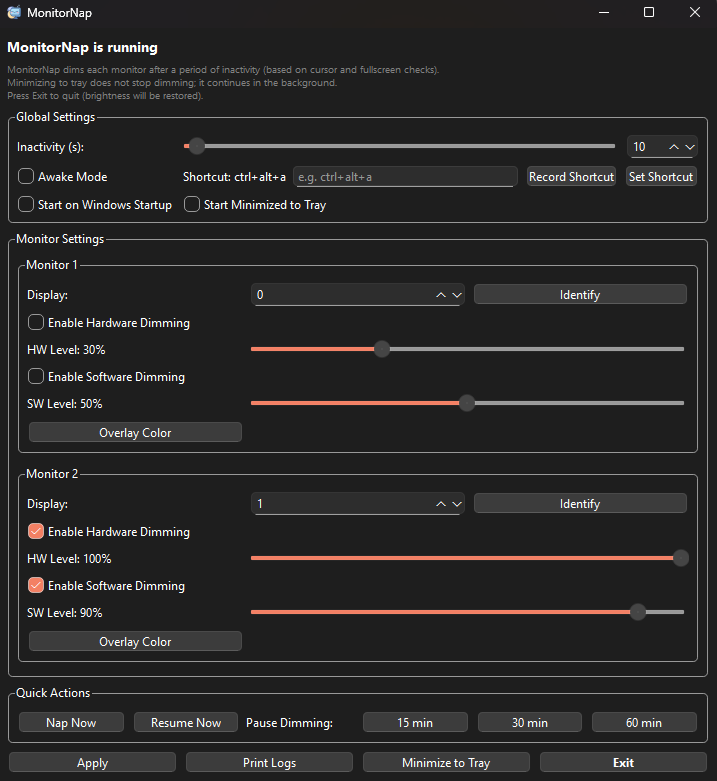 MonitorNap
MonitorNap is running
MonitorNap dims each monitor after a period of inactivity (based on cursor and fullscreen checks).
Minimizing to tray does not stop dimming; it continues in the background.
Press Exit to quit (brightness will be restored).
Global Settings
Inactivity (s): 10
Awake Mode Shortcut: ctrl+alt+a e.g. ctrl+alt+a Record Shortcut Set Shortcut
Start on Windows Startup Start Minimized to Tray
Monitor Settings
Monitor 1
Display: 0 Identify
Enable Hardware Dimming
HW Level: 30%
Enable Software Dimming
SW Level: 50%
Overlay Color
Monitor 2
Display: 1 Identify
Enable Hardware Dimming
HW Level: 100%
Enable Software Dimming
SW Level: 90%
Overlay Color
Quick Actions
Nap Now Resume Now Pause Dimming: 15 min 30 min 60 min
Apply Print Logs Minimize to Tray Exit